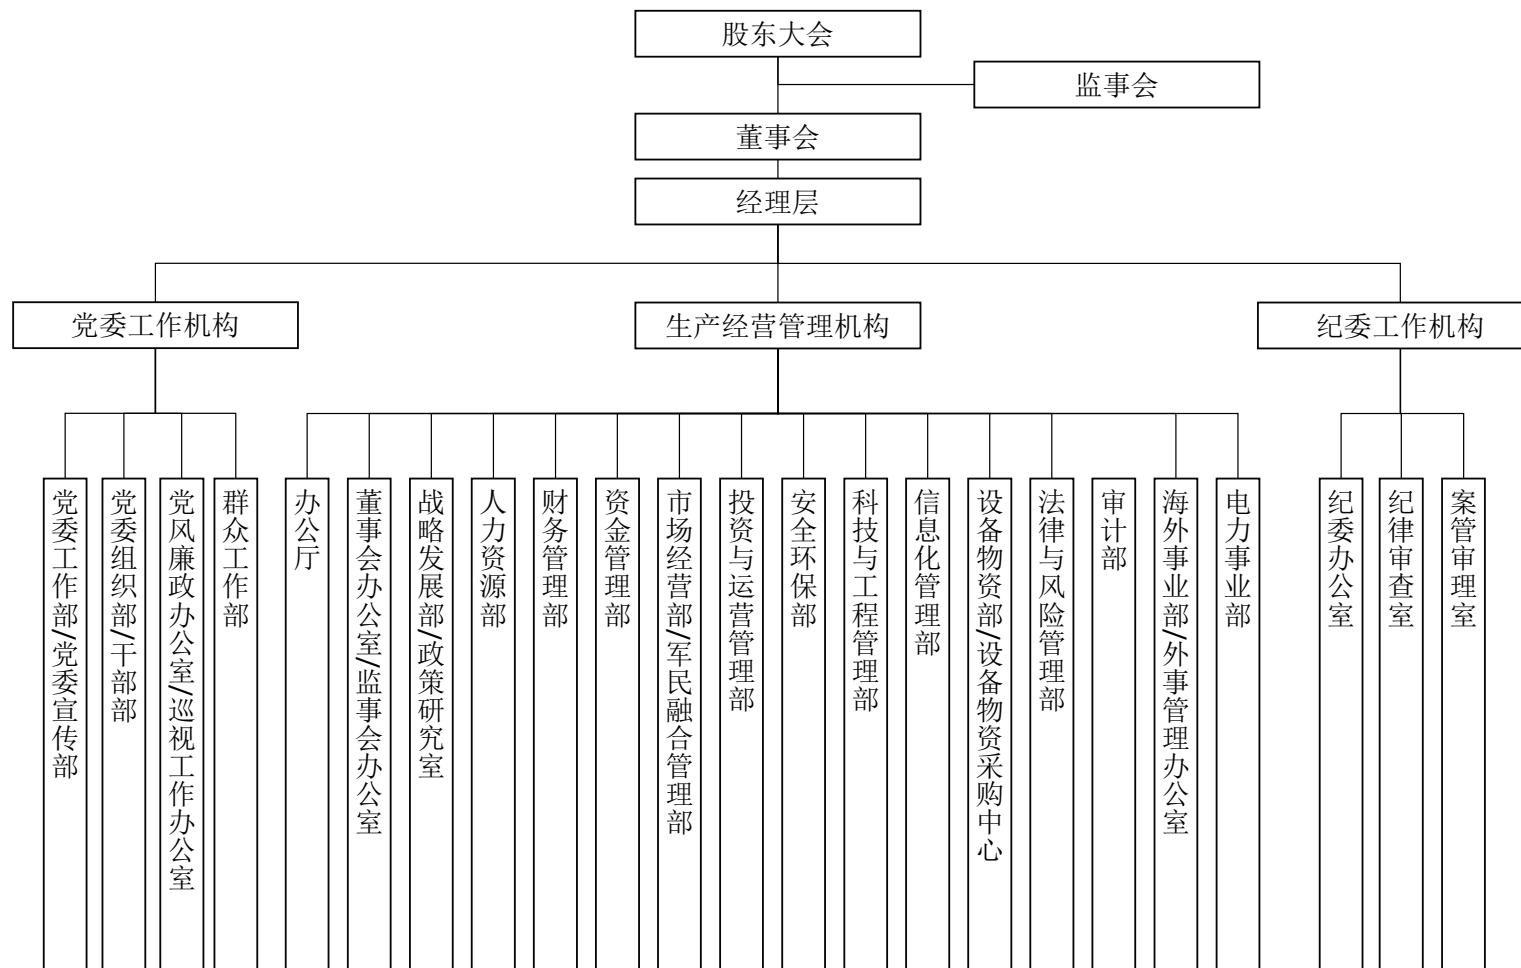 股东大会
监事会
董事会
经理层
党委工作机构
生产经营管理机构
纪委工作机构
党委工作部/党委宣传部
党委组织部/干部部
党风廉政办公室/巡视工作办公室
群众工作部
办公厅
董事会办公室/监事会办公室
战略发展部/政策研究室
人力资源部
财务管理部
资金管理部
市场经营部/军民融合管理部
投资与运营管理部
安全环保部
科技与工程管理部
信息化管理部
设备物资部/设备物资采购中心
法律与风险管理部
审计部
海外事业部/外事管理办公室
电力事业部
纪委办公室
纪律审查室
案管审理室